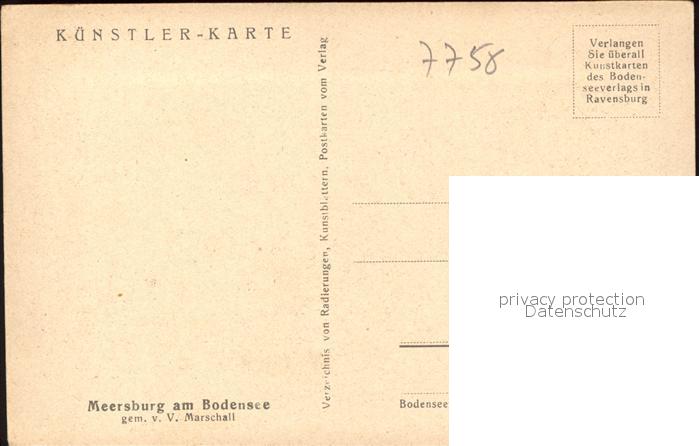 KÜNSTLER-KARTE
7758
Verlangen
Sie überall
Kunstkarten
des Boden-
seeverlags in
Ravensburg
Verzeichnis von Radierungen, Kunstblättern, Postkarten vom Verlag
privacy protection
Datenschutz
Meersburg am Bodensee
gem. v. V. Marschall
Bodensee